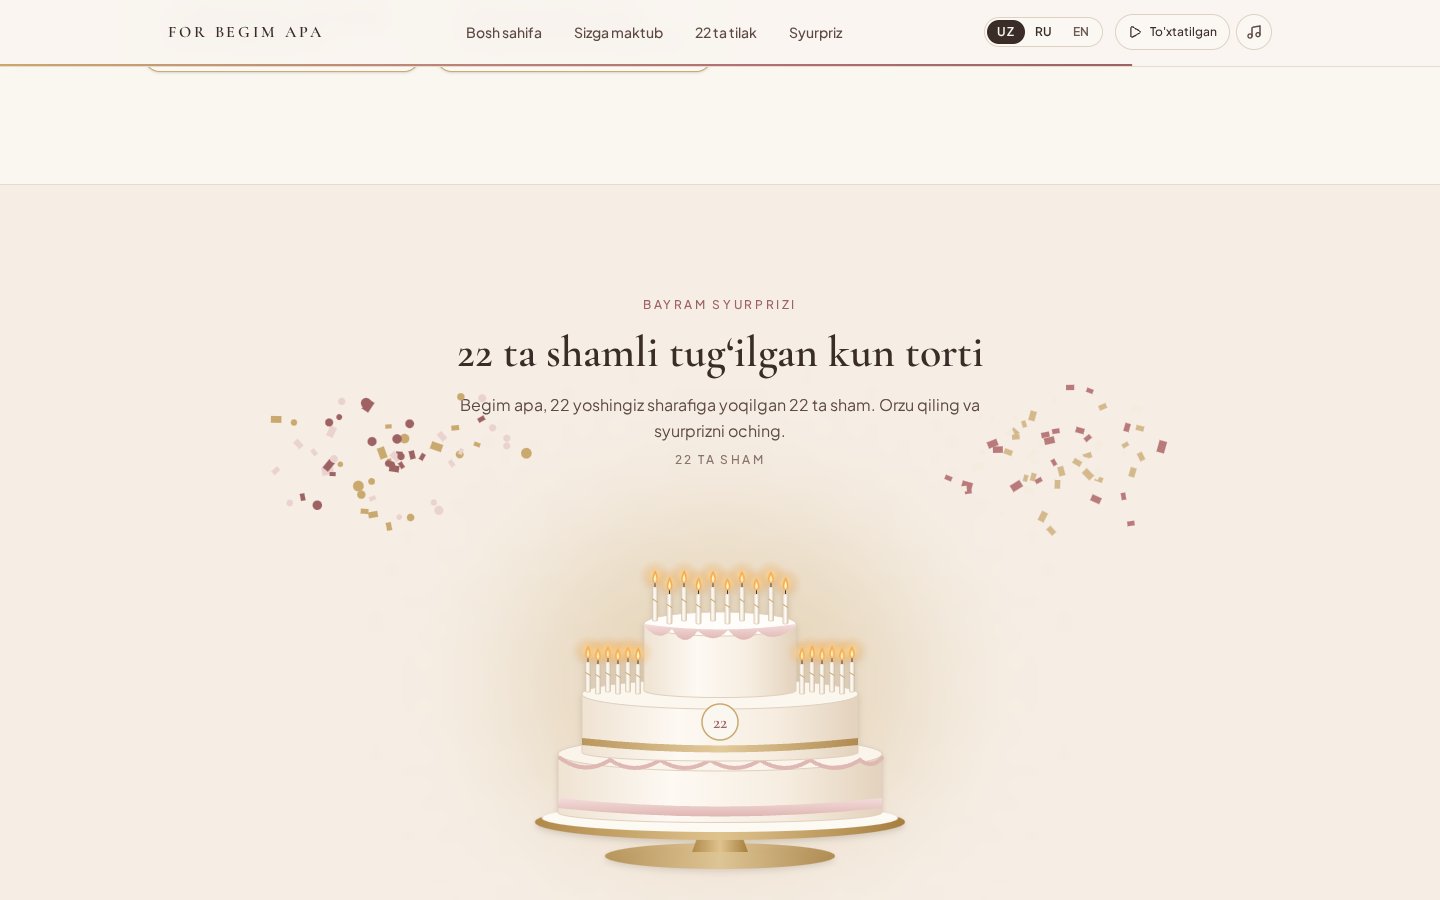 FOR BEGIM APA
Bosh sahifa
Sizga maktub
22 ta tilak
Syurpriz
UZ
RU
EN
To'xtatilgan
BAYRAM SYURPRIZI
22 ta shamli tug‘ilgan kun torti
Begim apa, 22 yoshingiz sharafiga yoqilgan 22 ta sham. Orzu qiling va
syurprizni oching.
22 TA SHAM
22